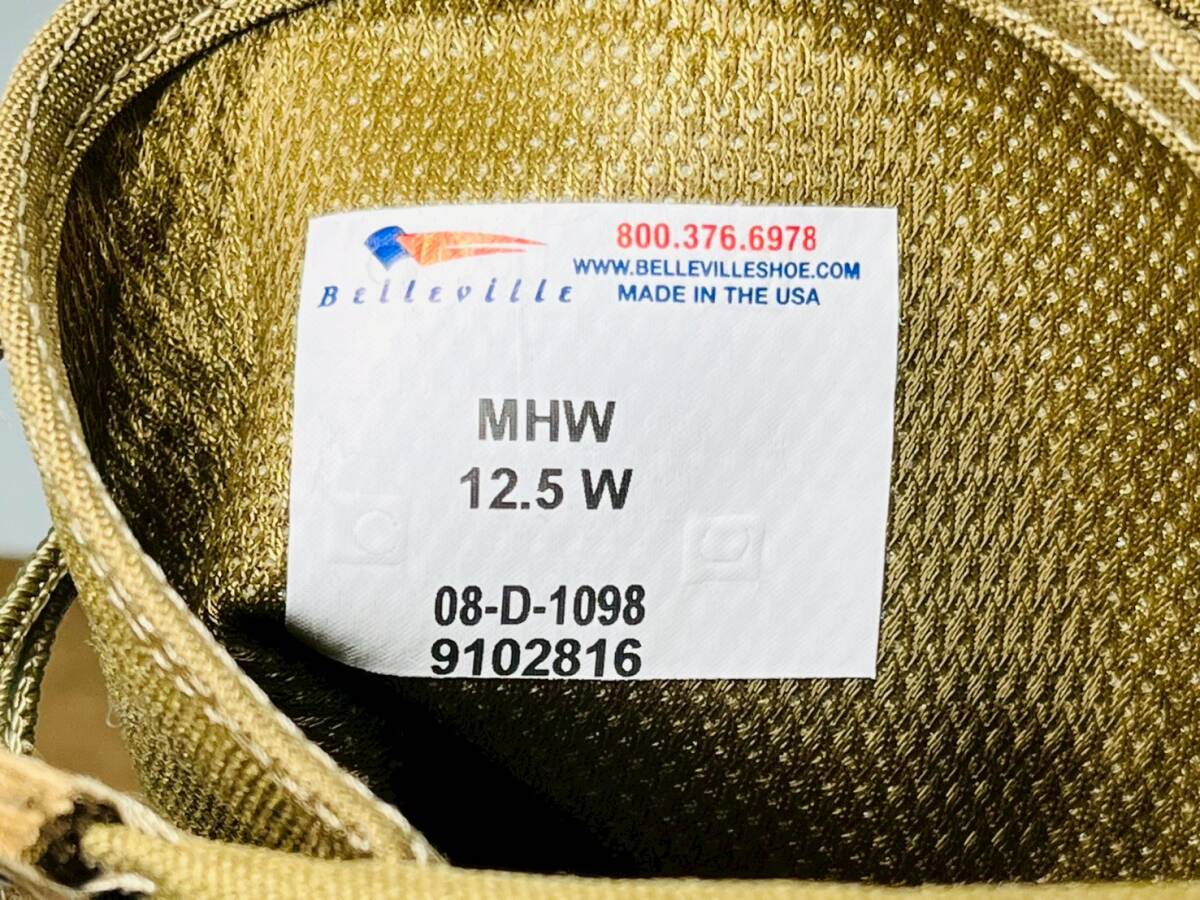 Belleville
800.376.6978
WWW.BELLEVILLESHOE.COM
MADE IN THE USA
MHW
12.5 W
08-D-1098
9102816